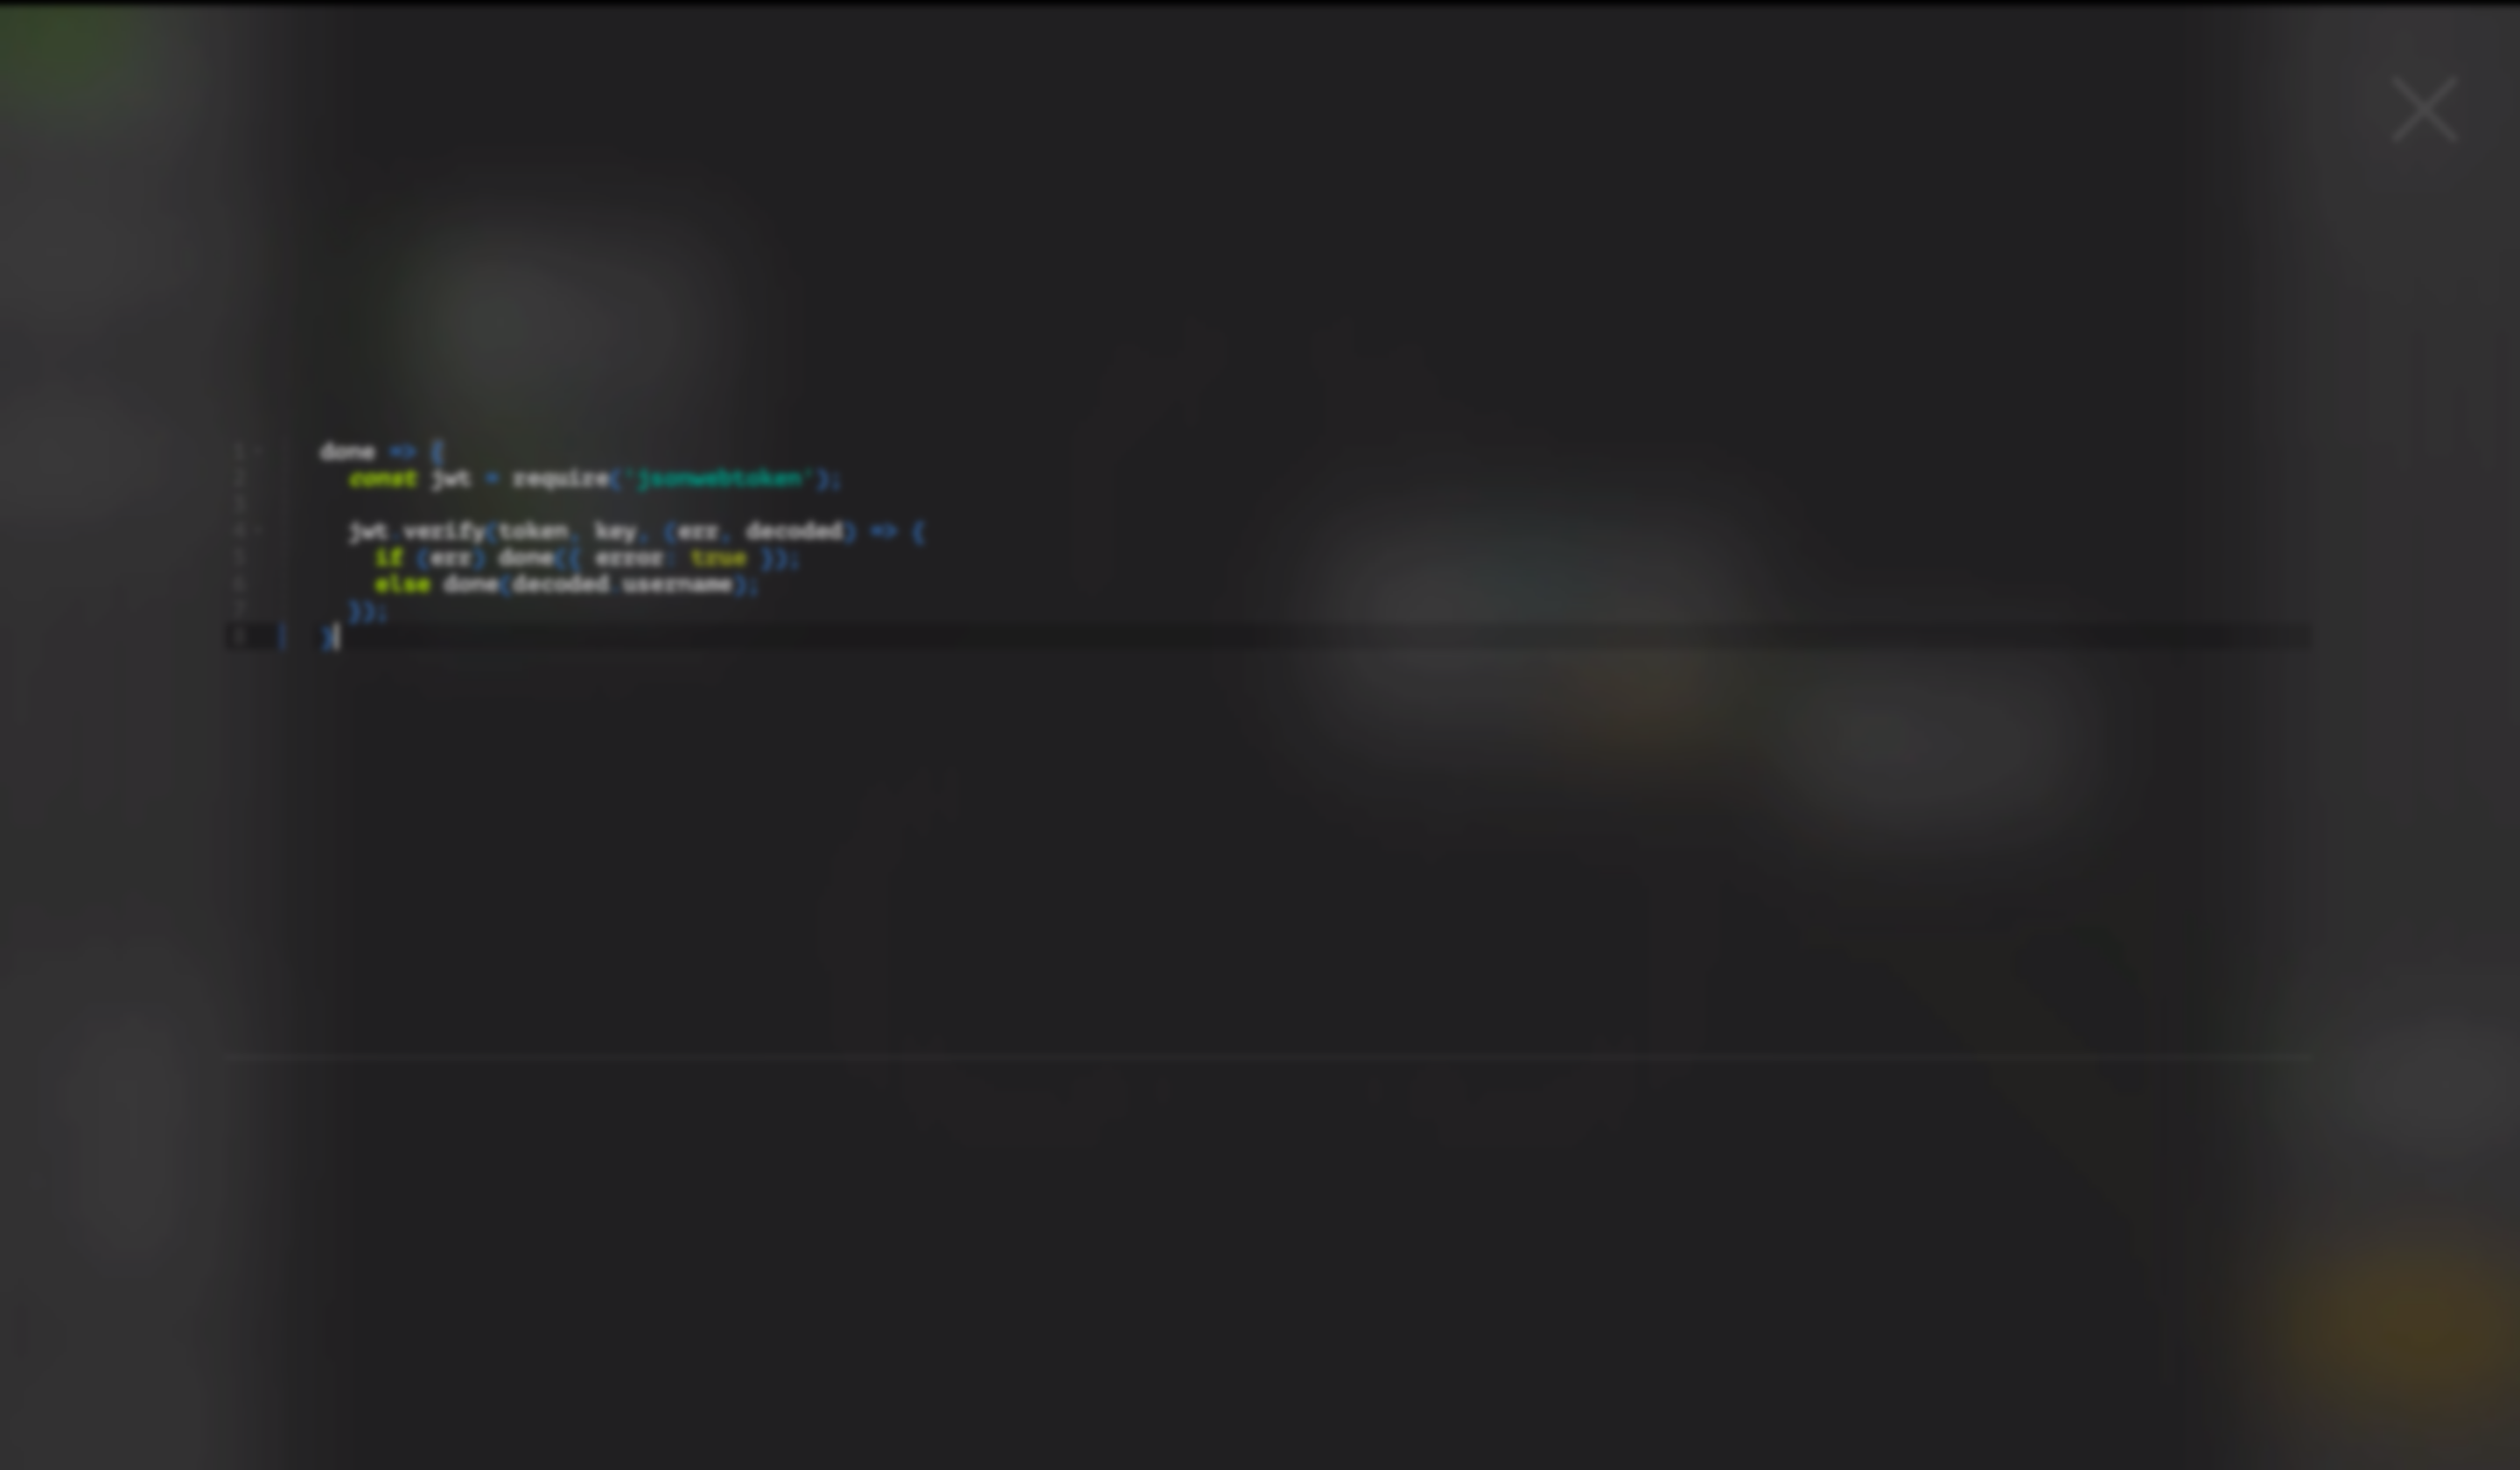 1 done => {
2 const jwt = require('jsonwebtoken');
3
4 jwt.verify(token, key, (err, decoded) => {
5 if (err) done({ error: true });
6 else done(decoded.username);
7 });
8 }